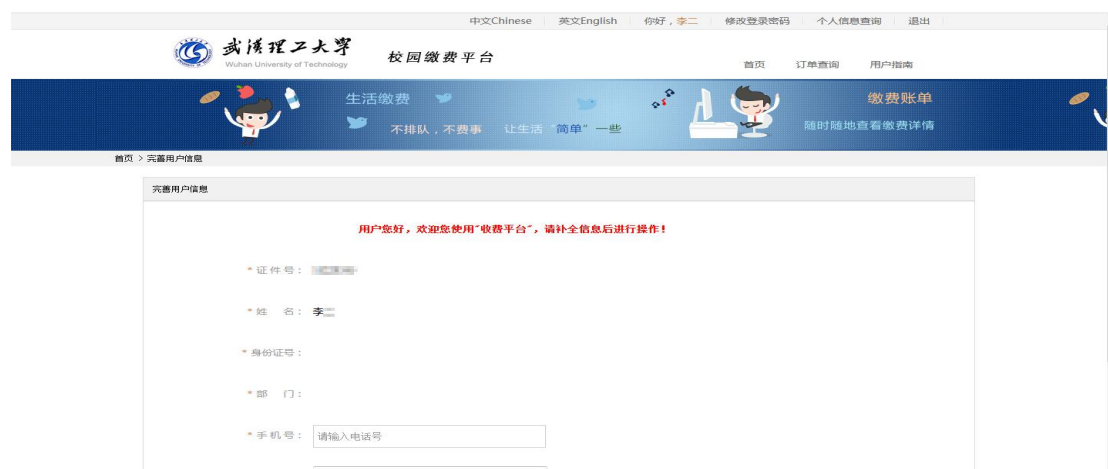 中文Chinese 英文English 你好，李二 修改登录密码 个人信息查询 退出
武汉理工大学 校园缴费平台
Wuhan University of Technology
首页 订单查询 用户指南
生活缴费 缴费账单
不排队，不费事 让生活“简单”一些 随时随地查看缴费详情
首页 > 完善用户信息
完善用户信息
用户您好，欢迎您使用"收费平台"，请补全信息后进行操作！
* 证件号：
* 姓 名： 李二
* 身份证号：
* 部 门：
* 手机号： 请输入电话号